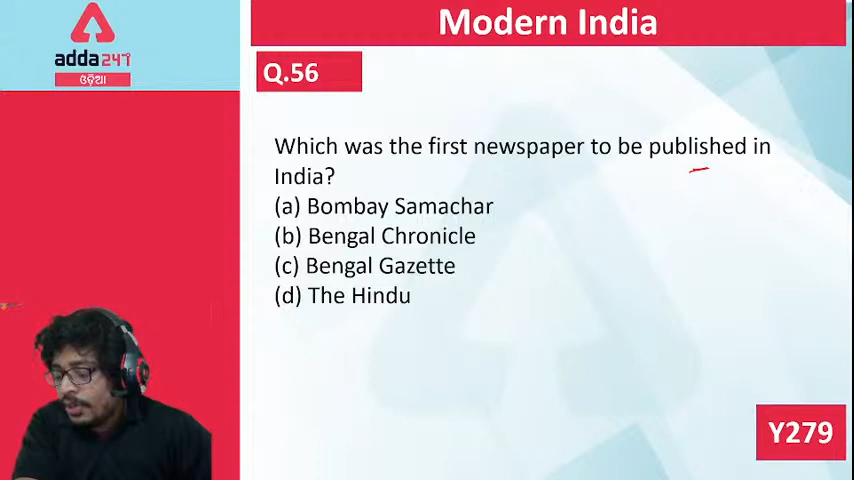 Modern India
adda247
ଓଡ଼ିଆ
Q.56
Which was the first newspaper to be published in
India?
(a) Bombay Samachar
(b) Bengal Chronicle
(c) Bengal Gazette
(d) The Hindu
Y279